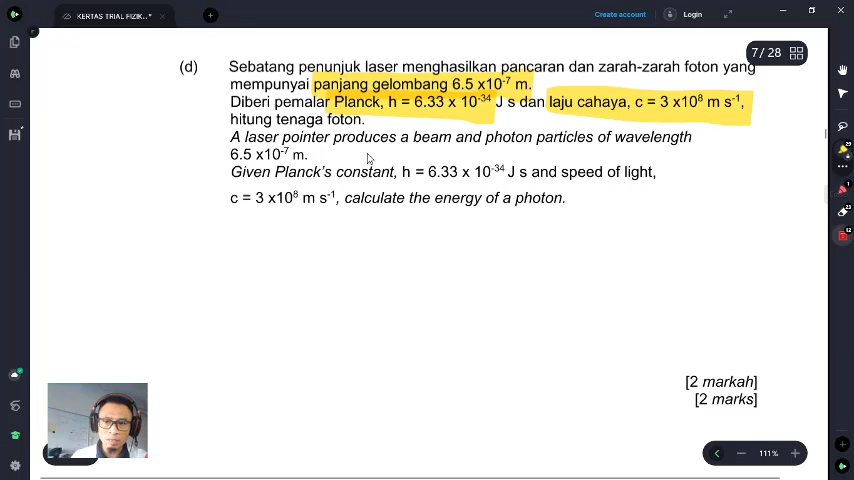 KERTAS TRIAL FIZIK..*
Create account
Login
7/28
(d) Sebatang penunjuk laser menghasilkan pancaran dan zarah-zarah foton yang
mempunyai panjang gelombang 6.5 x10⁻⁷ m.
Diberi pemalar Planck, h = 6.33 x 10⁻³⁴ J s dan laju cahaya, c = 3 x10⁸ m s⁻¹,
hitung tenaga foton.
A laser pointer produces a beam and photon particles of wavelength
6.5 x10⁻⁷ m.
Given Planck's constant, h = 6.33 x 10⁻³⁴ J s and speed of light,
c = 3 x10⁸ m s⁻¹, calculate the energy of a photon.
[2 markah]
[2 marks]
111%